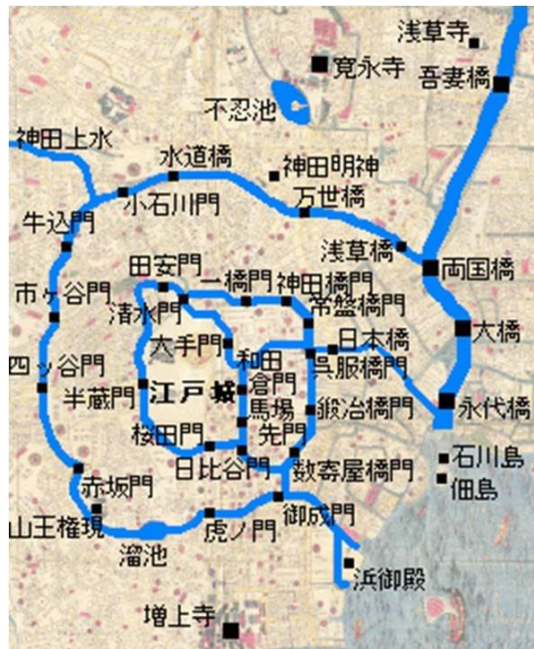 浅草寺
寛永寺
吾妻橋
不忍池
神田上水
水道橋
神田明神
小石川門
万世橋
牛込門
浅草橋
田安門
一橋門
神田橋門
両国橋
市ヶ谷門
清水門
常盤橋門
大手門
日本橋
大橋
四ッ谷門
和田
倉門
呉服橋門
半蔵門
江戸城
馬場
先門
鍛冶橋門
永代橋
桜田門
日比谷門
数寄屋橋門
石川島
佃島
赤坂門
山王権現
御成門
溜池
虎ノ門
浜御殿
増上寺